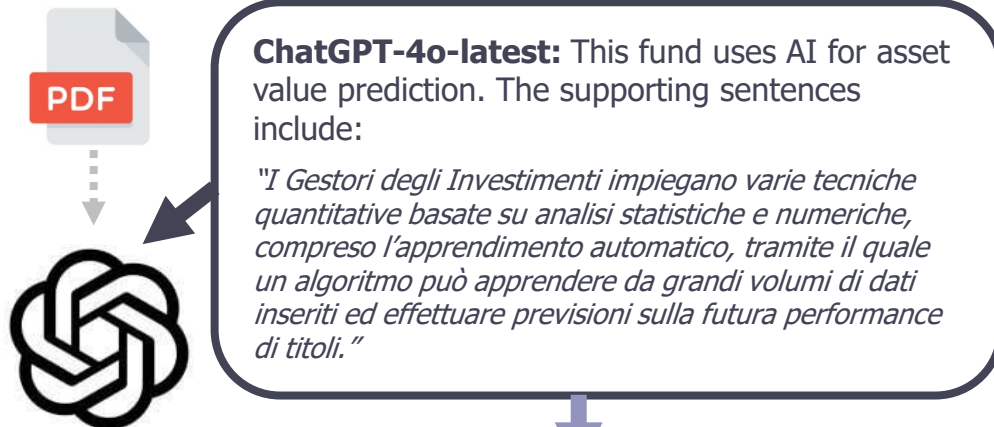 PDF
ChatGPT-4o-latest: This fund uses AI for asset
value prediction. The supporting sentences
include:
“I Gestori degli Investimenti impiegano varie tecniche
quantitative basate su analisi statistiche e numeriche,
compreso l’apprendimento automatico, tramite il quale
un algoritmo può apprendere da grandi volumi di dati
inseriti ed effettuare previsioni sulla futura performance
di titoli.”